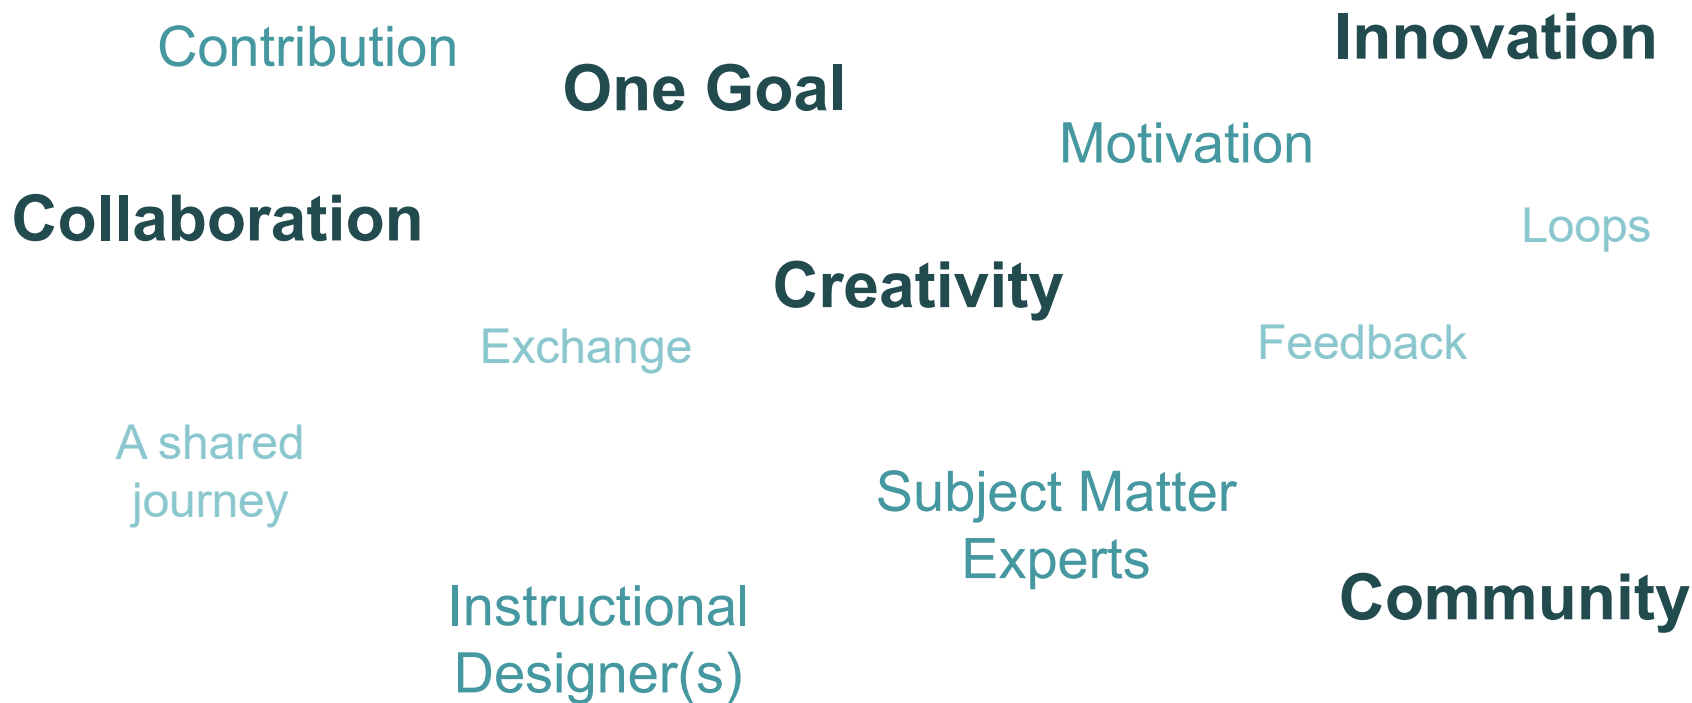 Contribution
Innovation
One Goal
Motivation
Collaboration
Loops
Creativity
Exchange
Feedback
A shared
journey
Subject Matter
Experts
Instructional
Designer(s)
Community